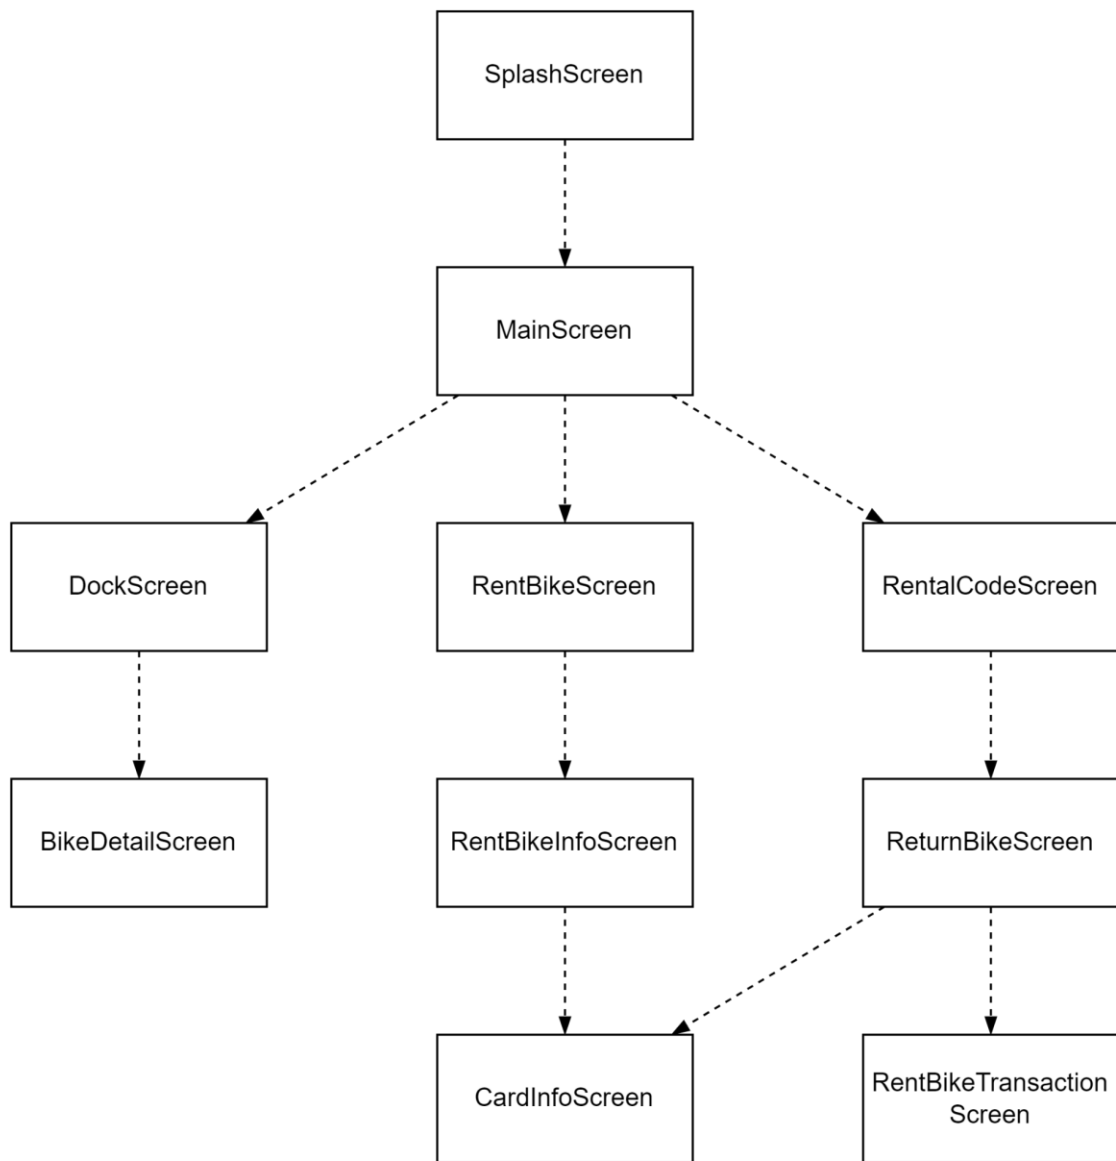 SplashScreen
MainScreen
DockScreen
RentBikeScreen
RentalCodeScreen
BikeDetailScreen
RentBikeInfoScreen
ReturnBikeScreen
CardInfoScreen
RentBikeTransaction
Screen